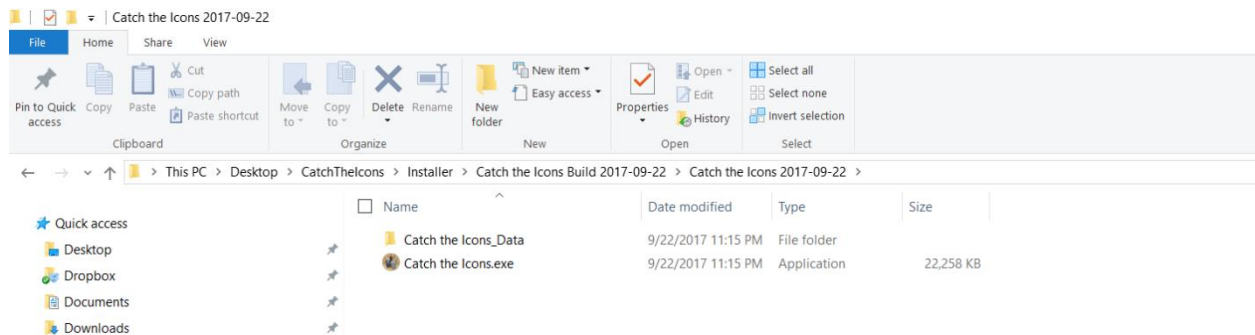 Catch the Icons 2017-09-22
File Home Share View
Pin to Quick access
Copy
Paste
Cut
Copy path
Paste shortcut
Clipboard
Move to
Copy to
Delete
Rename
Organize
New folder
New item
Easy access
New
Properties
Open
Edit
History
Open
Select all
Select none
Invert selection
Select
> This PC > Desktop > CatchTheIcons > Installer > Catch the Icons Build 2017-09-22 > Catch the Icons 2017-09-22 >
Quick access
Desktop
Dropbox
Documents
Downloads
Name Date modified Type Size
Catch the Icons_Data 9/22/2017 11:15 PM File folder
Catch the Icons.exe 9/22/2017 11:15 PM Application 22,258 KB